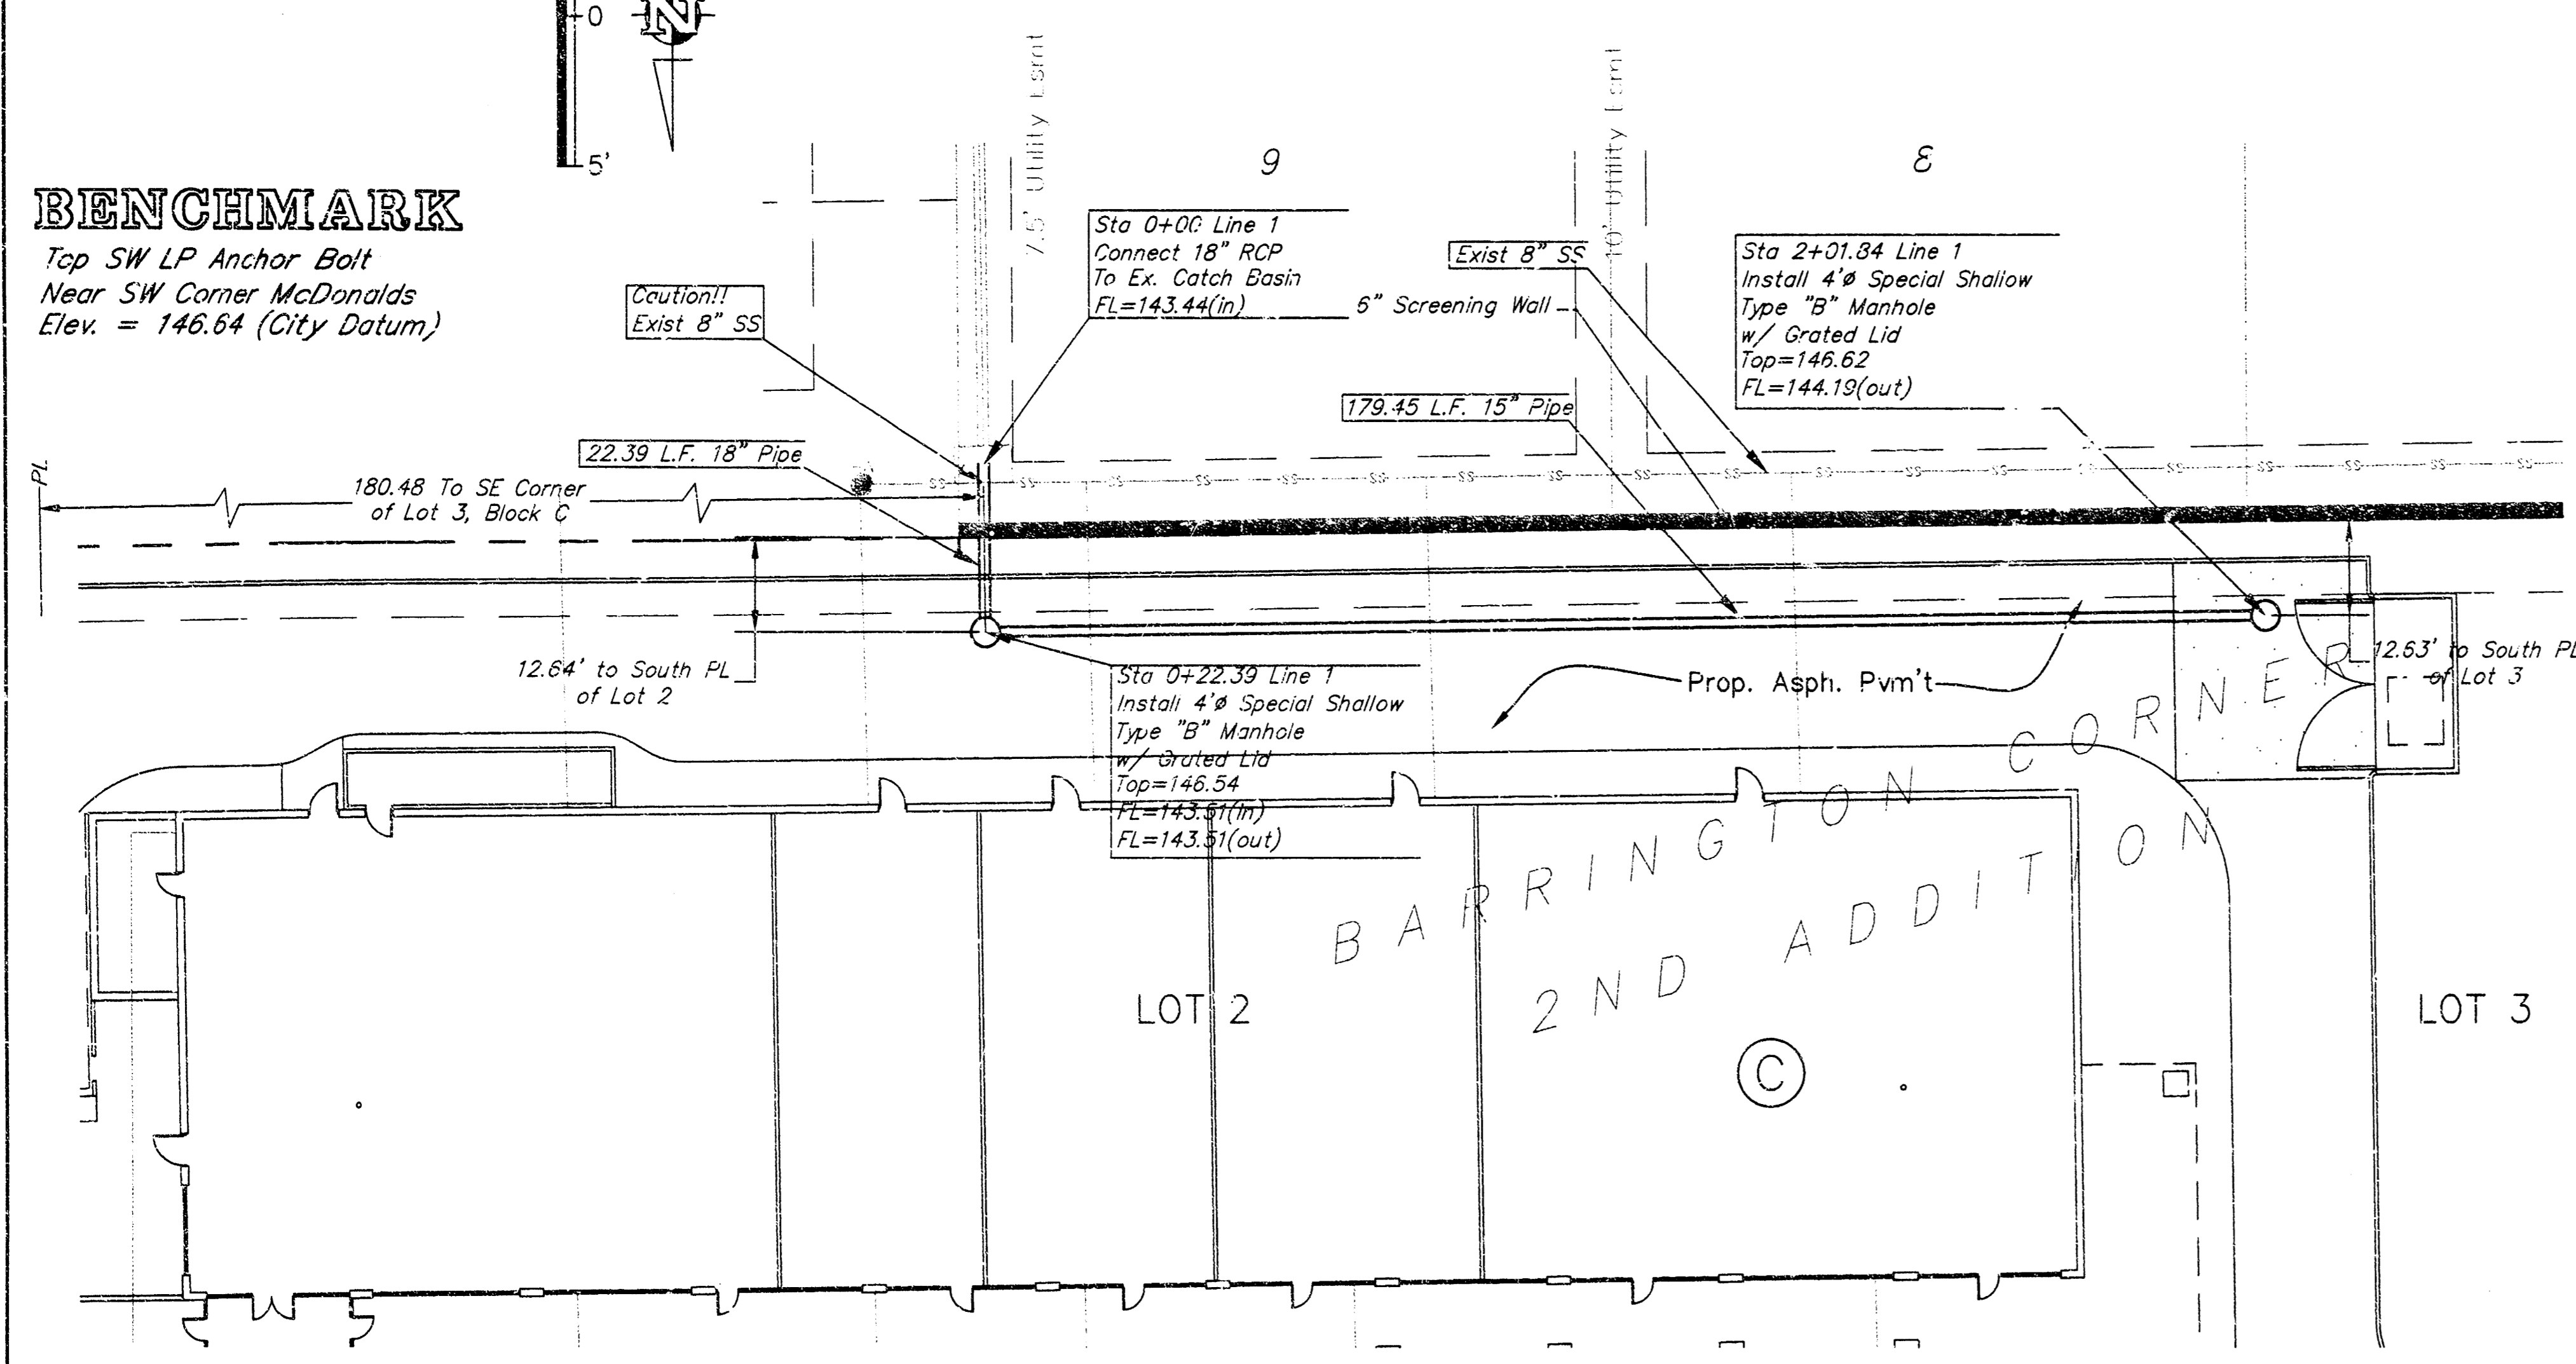 0
N
5'
BENCHMARK
Top SW LP Anchor Bolt
Near SW Corner McDonalds
Elev. = 146.64 (City Datum)
7.5' Utility Esmt
10' Utility Esmt
Sta 0+00 Line 1
Connect 18" RCP
To Ex. Catch Basin
FL=143.44(in)
Exist 8" SS
6" Screening Wall
Sta 2+01.84 Line 1
Install 4'ø Special Shallow
Type "B" Manhole
w/ Grated Lid
Top=146.62
FL=144.19(out)
Caution!!
Exist 8" SS
179.45 L.F. 15" Pipe
22.39 L.F. 18" Pipe
PL
180.48 To SE Corner
of Lot 3, Block C
12.64' to South PL
of Lot 2
Sta 0+22.39 Line 1
Install 4'ø Special Shallow
Type "B" Manhole
w/ Grated Lid
Top=146.54
FL=143.51(in)
FL=143.51(out)
Prop. Asph. Pvm't
12.63' to South PL
of Lot 3
BARRINGTON CORNER
2ND ADDITION
LOT 2
C
LOT 3